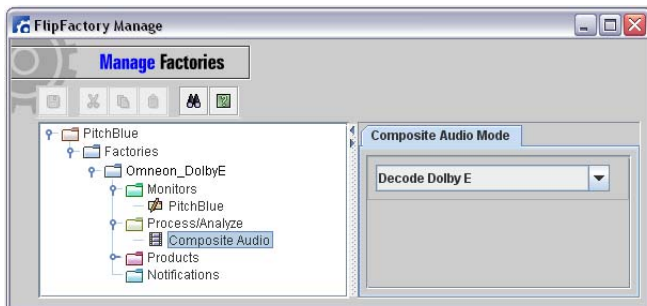 FlipFactory Manage
Manage Factories
PitchBlue
Factories
Omneon_DolbyE
Monitors
PitchBlue
Process/Analyze
Composite Audio
Products
Notifications
Composite Audio Mode
Decode Dolby E